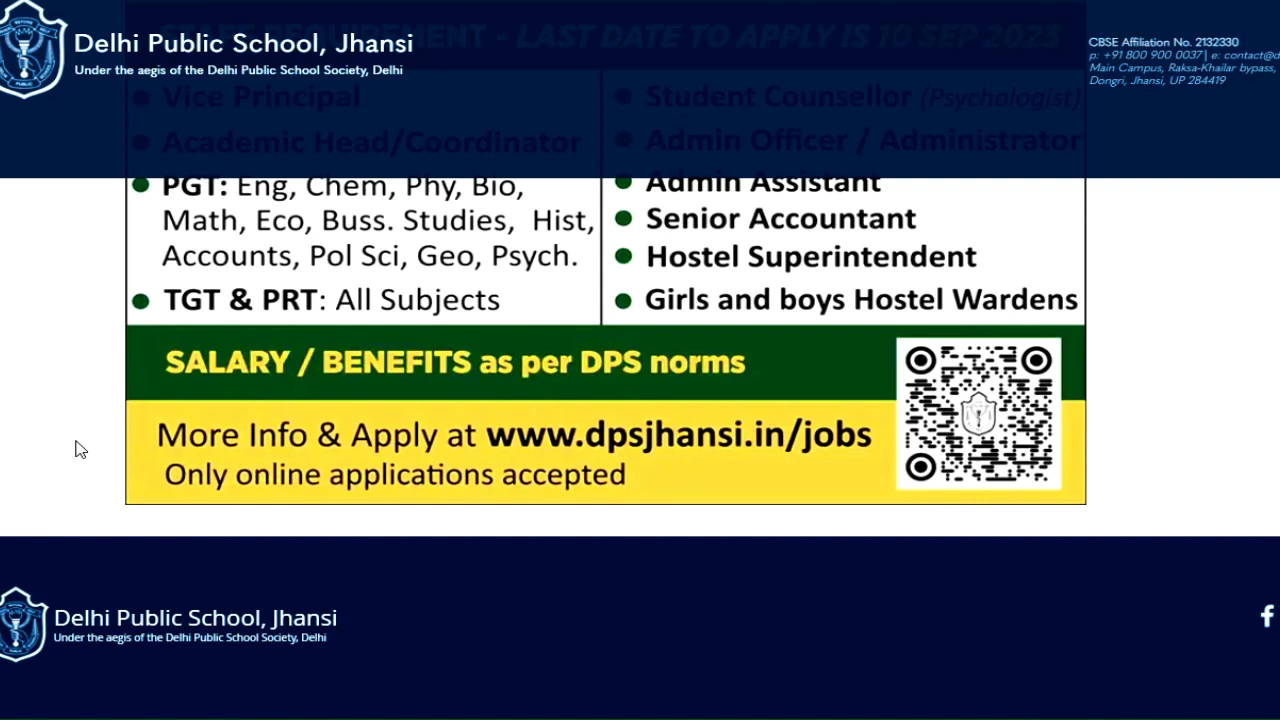 Delhi Public School, Jhansi
Under the aegis of the Delhi Public School Society, Delhi
REQUIREMENT - LAST DATE TO APPLY IS 10 SEP 2023
CBSE Affiliation No. 2132330
p: +91 800 900 0037 | e: contact@d
Main Campus, Raksa-Khailar bypass,
Dongri, Jhansi, UP 284419
● Vice Principal
● Academic Head/Coordinator
● PGT: Eng, Chem, Phy, Bio,
Math, Eco, Buss. Studies, Hist,
Accounts, Pol Sci, Geo, Psych.
● TGT & PRT: All Subjects
● Student Counsellor (Psychologist)
● Admin Officer / Administrator
● Admin Assistant
● Senior Accountant
● Hostel Superintendent
● Girls and boys Hostel Wardens
SALARY / BENEFITS as per DPS norms
More Info & Apply at www.dpsjhansi.in/jobs
Only online applications accepted
Delhi Public School, Jhansi
Under the aegis of the Delhi Public School Society, Delhi